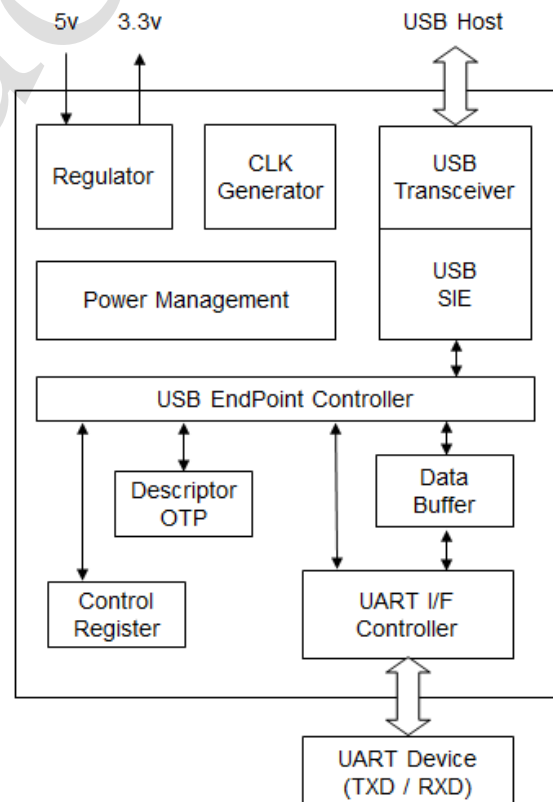 5v 3.3v USB Host
Regulator
CLK
Generator
USB
Transceiver
USB
SIE
Power Management
USB EndPoint Controller
Descriptor
OTP
Data
Buffer
Control
Register
UART I/F
Controller
UART Device
(TXD / RXD)